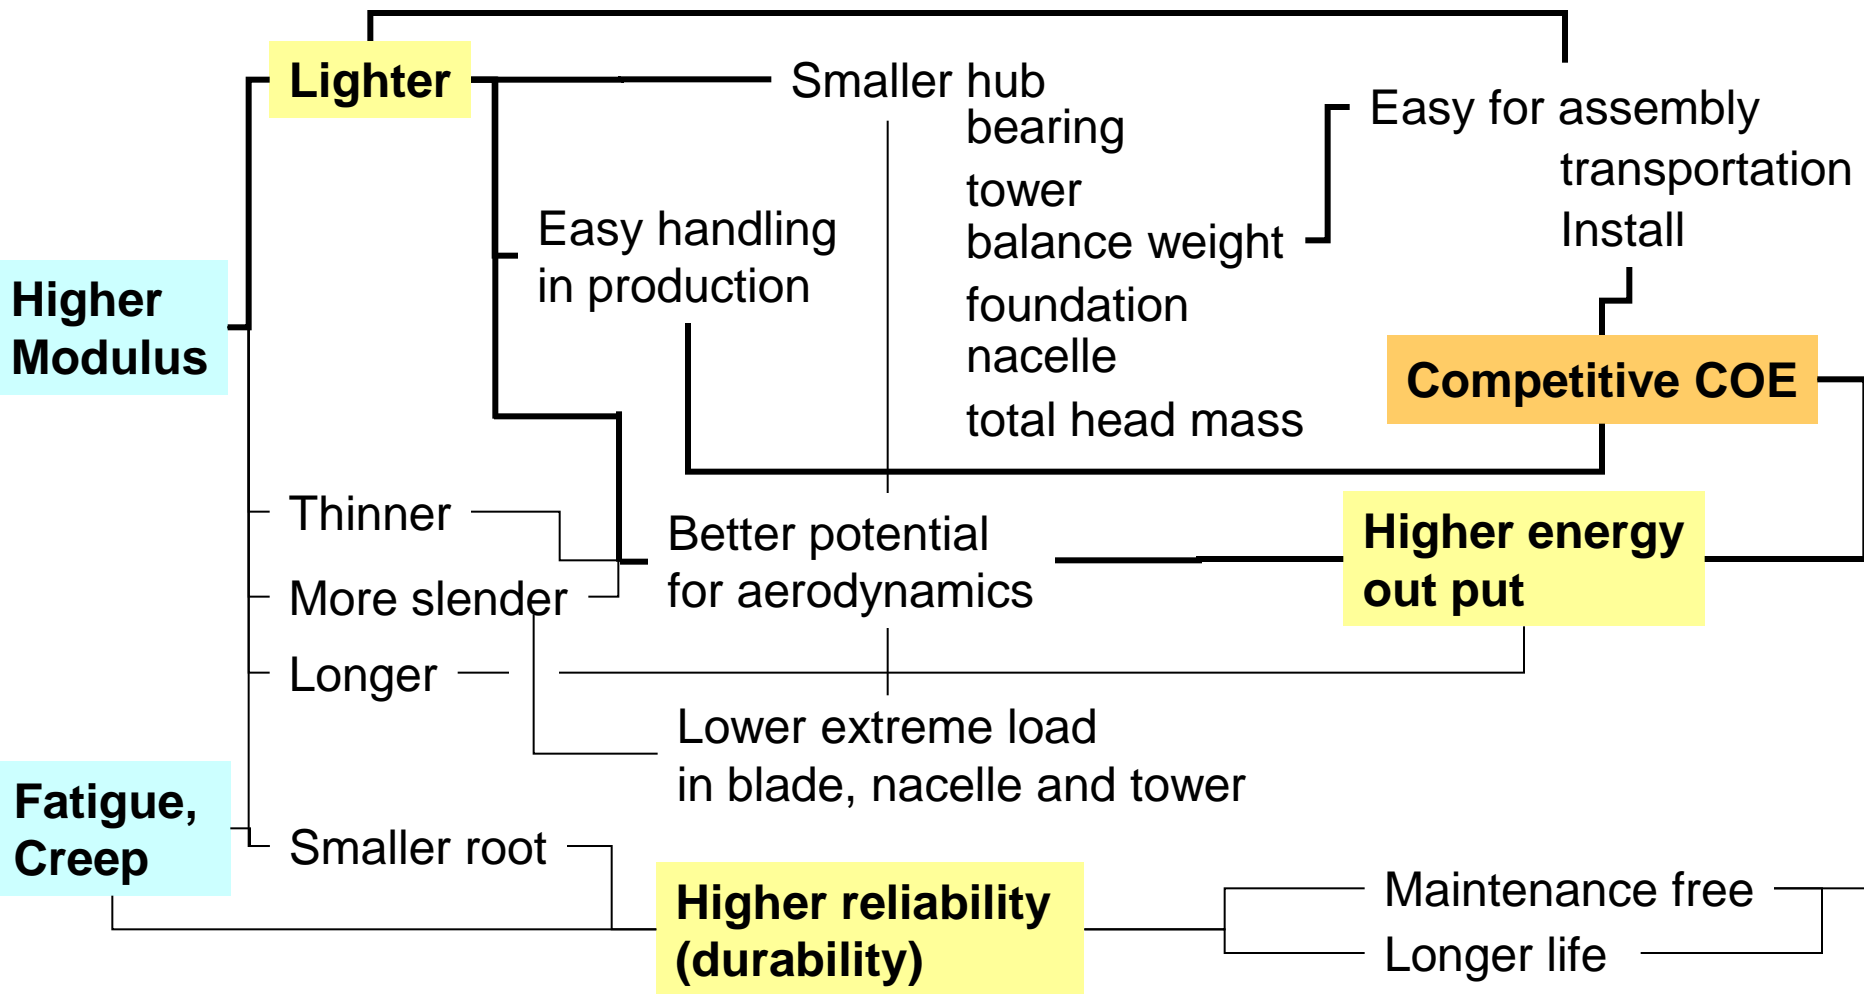 Lighter
Smaller hub
bearing
tower
balance weight
foundation
nacelle
total head mass
Easy for assembly
transportation
Install
Easy handling
in production
Higher
Modulus
Competitive COE
Thinner
More slender
Longer
Better potential
for aerodynamics
Higher energy
out put
Lower extreme load
in blade, nacelle and tower
Fatigue,
Creep
Smaller root
Higher reliability
(durability)
Maintenance free
Longer life